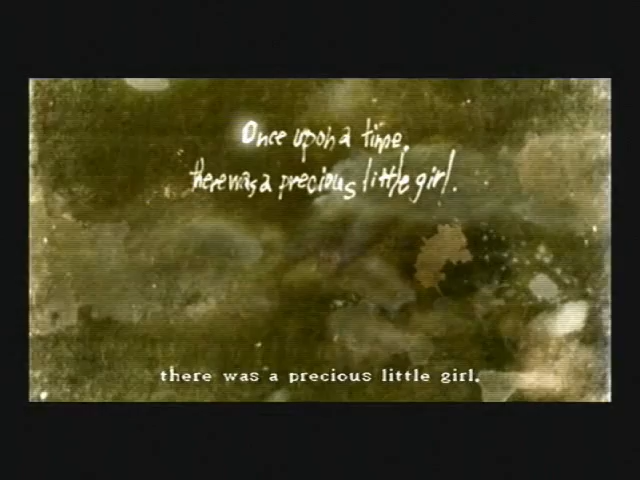 Once upon a time,
there was a precious little girl.
there was a precious little girl.